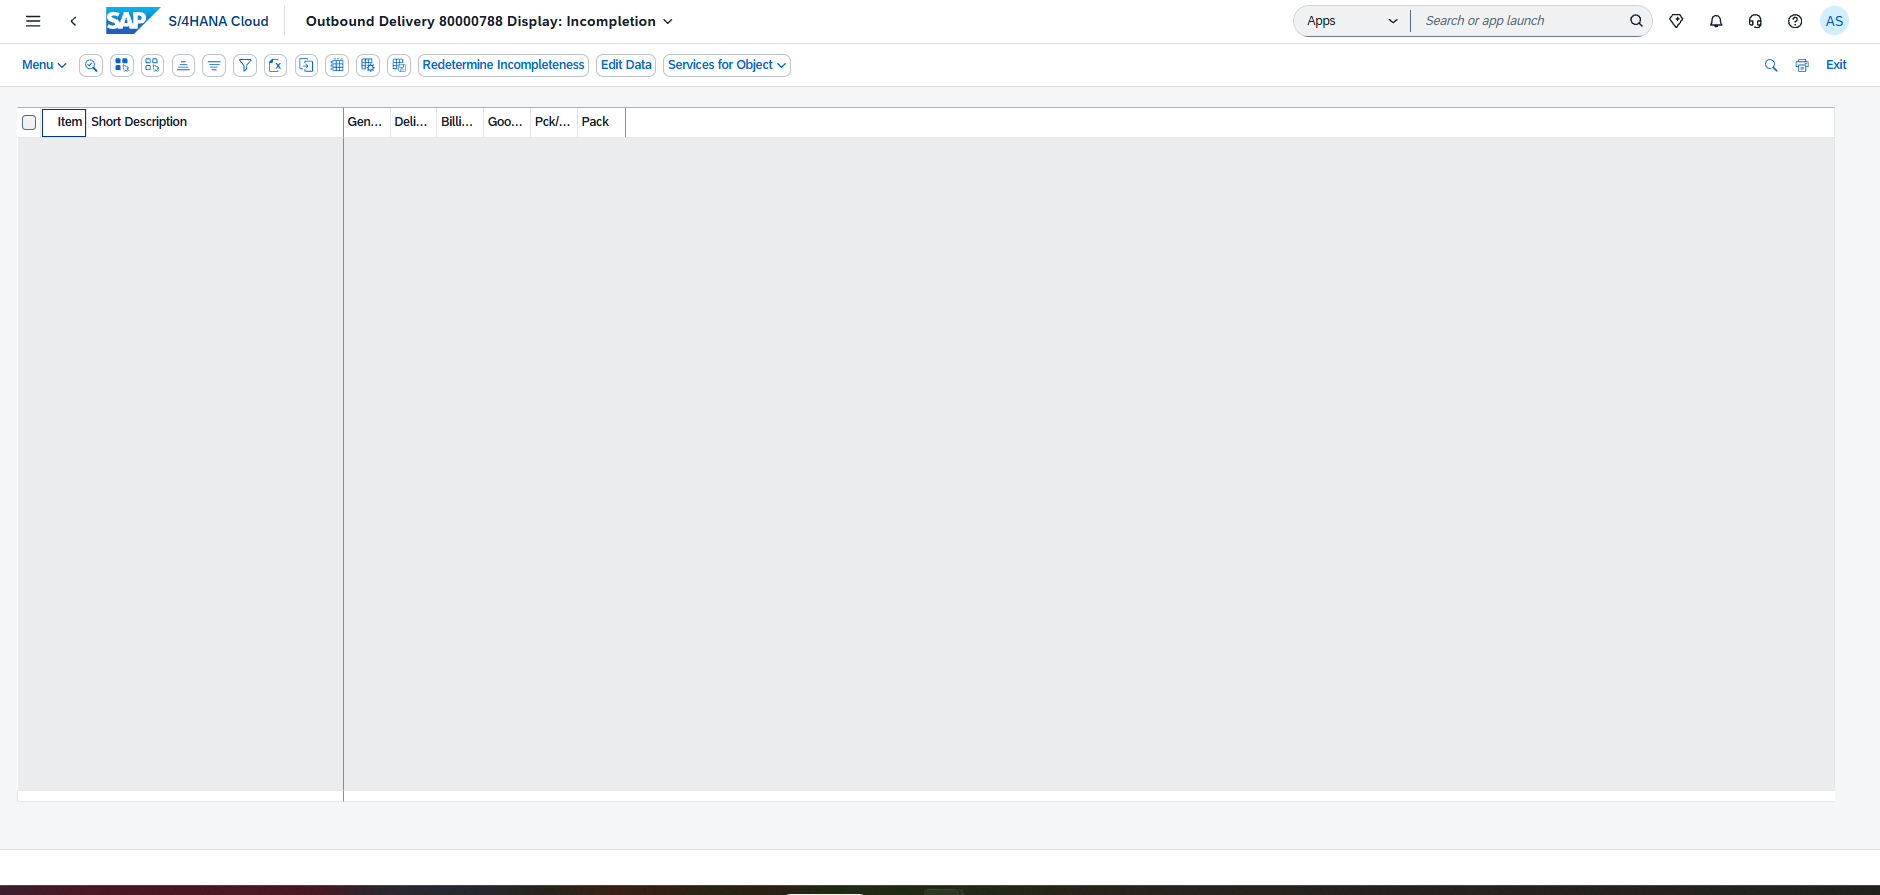 SAP S/4HANA Cloud Outbound Delivery 80000788 Display: Incompletion Apps Search or app launch AS
Menu Redetermine Incompleteness Edit Data Services for Object Exit
Item Short Description Gen... Deli... Billi... Goo... Pck/... Pack